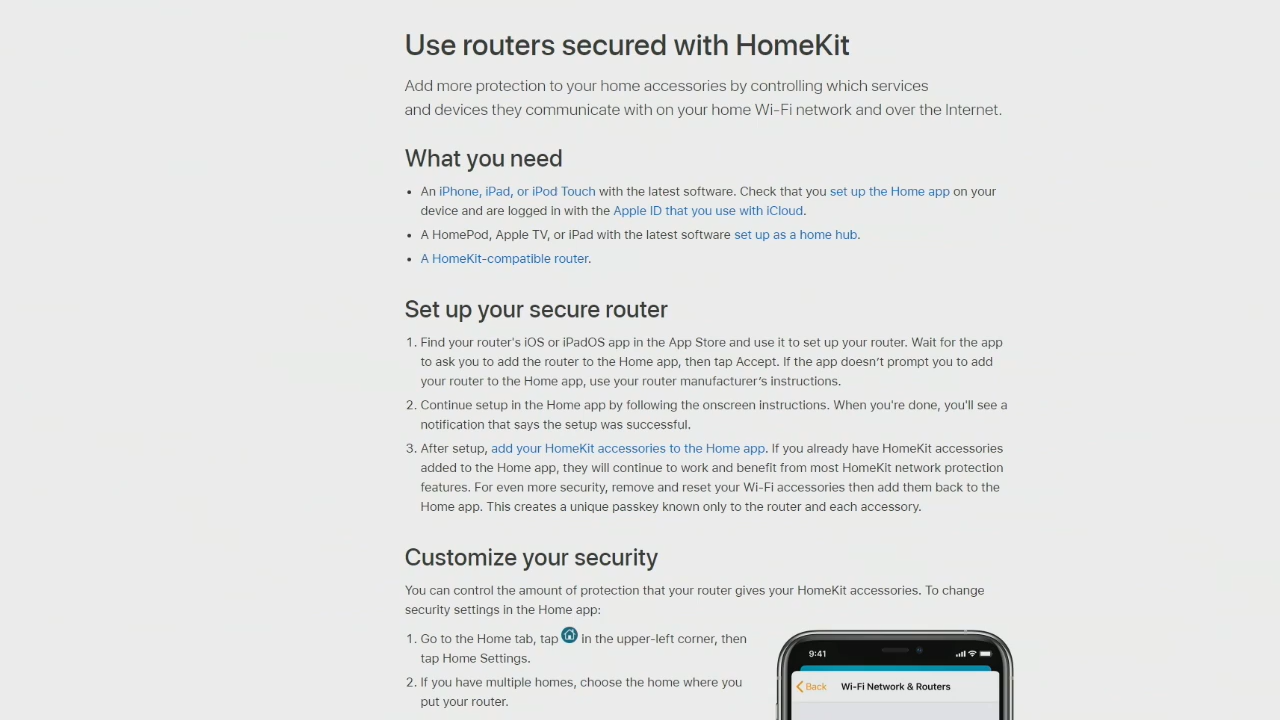 Use routers secured with HomeKit
Add more protection to your home accessories by controlling which services
and devices they communicate with on your home Wi-Fi network and over the Internet.
What you need
• An iPhone, iPad, or iPod Touch with the latest software. Check that you set up the Home app on your
device and are logged in with the Apple ID that you use with iCloud.
• A HomePod, Apple TV, or iPad with the latest software set up as a home hub.
• A HomeKit-compatible router.
Set up your secure router
1. Find your router's iOS or iPadOS app in the App Store and use it to set up your router. Wait for the app
to ask you to add the router to the Home app, then tap Accept. If the app doesn't prompt you to add
your router to the Home app, use your router manufacturer's instructions.
2. Continue setup in the Home app by following the onscreen instructions. When you're done, you'll see a
notification that says the setup was successful.
3. After setup, add your HomeKit accessories to the Home app. If you already have HomeKit accessories
added to the Home app, they will continue to work and benefit from most HomeKit network protection
features. For even more security, remove and reset your Wi-Fi accessories then add them back to the
Home app. This creates a unique passkey known only to the router and each accessory.
Customize your security
You can control the amount of protection that your router gives your HomeKit accessories. To change
security settings in the Home app:
1. Go to the Home tab, tap in the upper-left corner, then
tap Home Settings.
2. If you have multiple homes, choose the home where you
put your router.
9:41
Back Wi-Fi Network & Routers